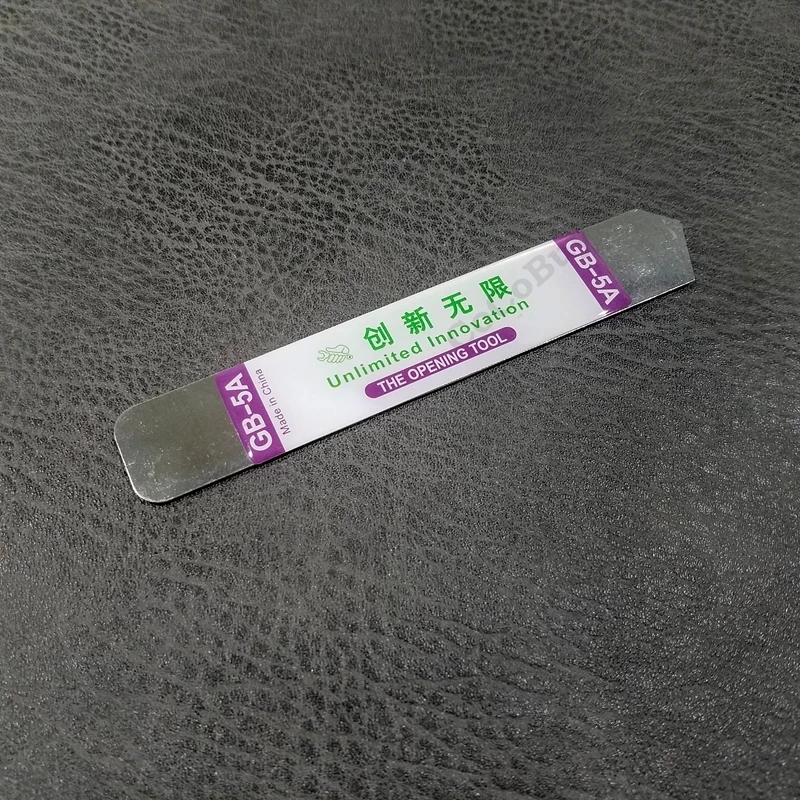 GB-5A
Made in China
创新无限
Unlimited Innovation
THE OPENING TOOL
GB-5A